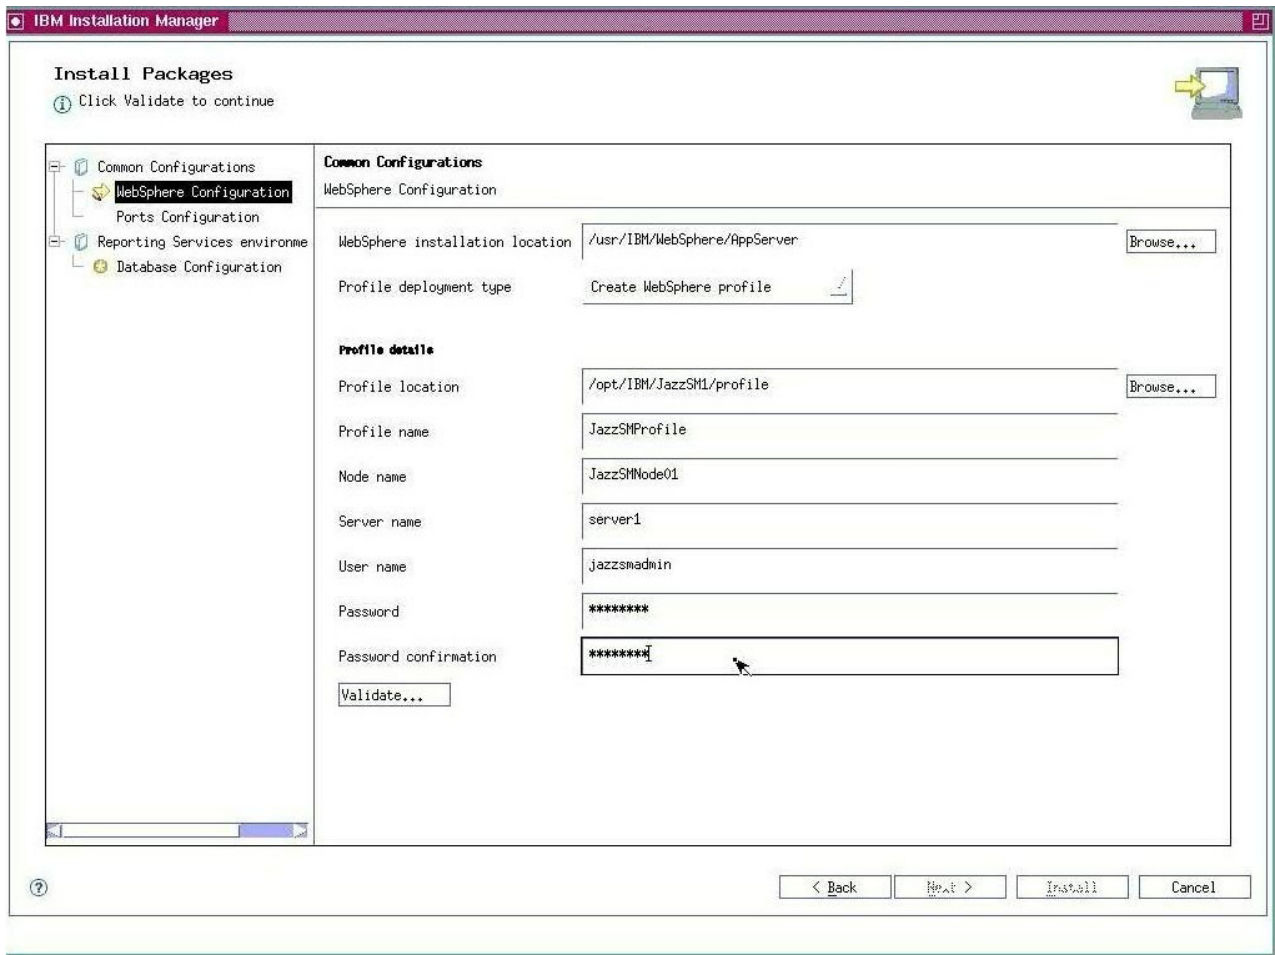 IBM Installation Manager
Install Packages
Click Validate to continue
Common Configurations
WebSphere Configuration
Ports Configuration
Reporting Services environme
Database Configuration
Common Configurations
WebSphere Configuration
WebSphere installation location /usr/IBM/WebSphere/AppServer Browse...
Profile deployment type Create WebSphere profile
Profile details
Profile location /opt/IBM/JazzSM1/profile Browse...
Profile name JazzSMProfile
Node name JazzSMNode01
Server name server1
User name jazzsmadmin
Password ********
Password confirmation ********
Validate...
< Back Next > Install Cancel